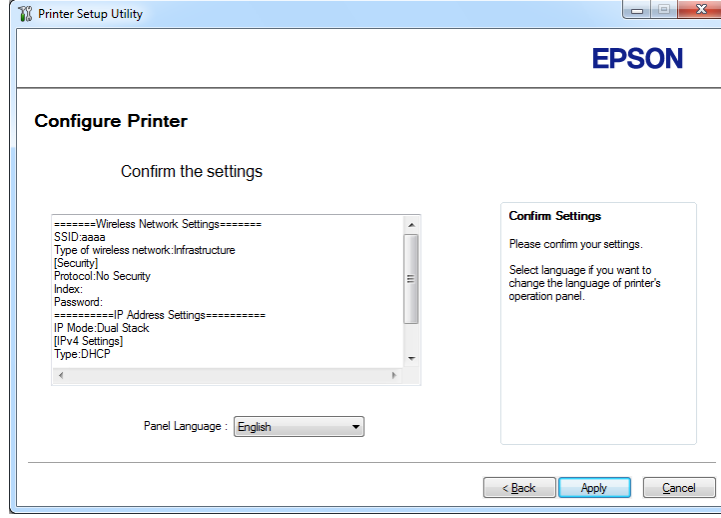 Printer Setup Utility
EPSON
Configure Printer
Confirm the settings
=======Wireless Network Settings=======
SSID:aaaa
Type of wireless network:Infrastructure
[Security]
Protocol:No Security
Index:
Password:
==========IP Address Settings==========
IP Mode:Dual Stack
[IPv4 Settings]
Type:DHCP
Confirm Settings
Please confirm your settings.
Select language if you want to
change the language of printer's
operation panel.
Panel Language :
English
< Back
Apply
Cancel